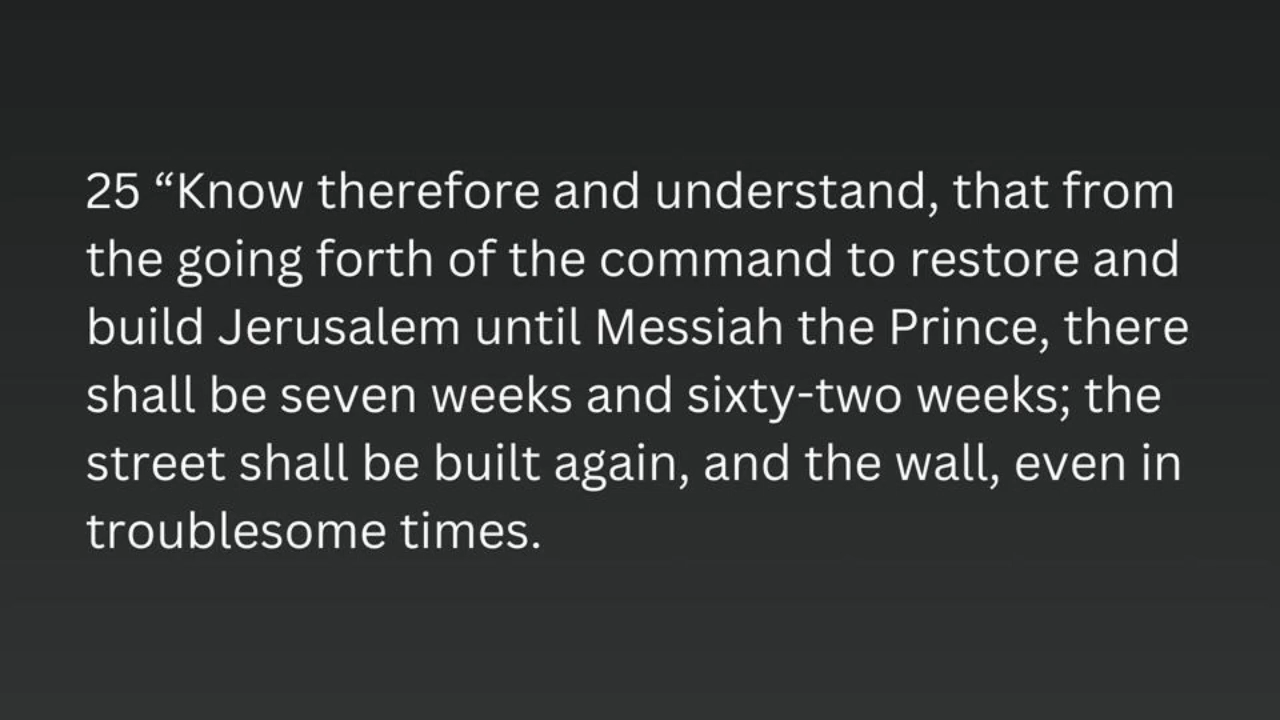 25 “Know therefore and understand, that from
the going forth of the command to restore and
build Jerusalem until Messiah the Prince, there
shall be seven weeks and sixty-two weeks; the
street shall be built again, and the wall, even in
troublesome times.